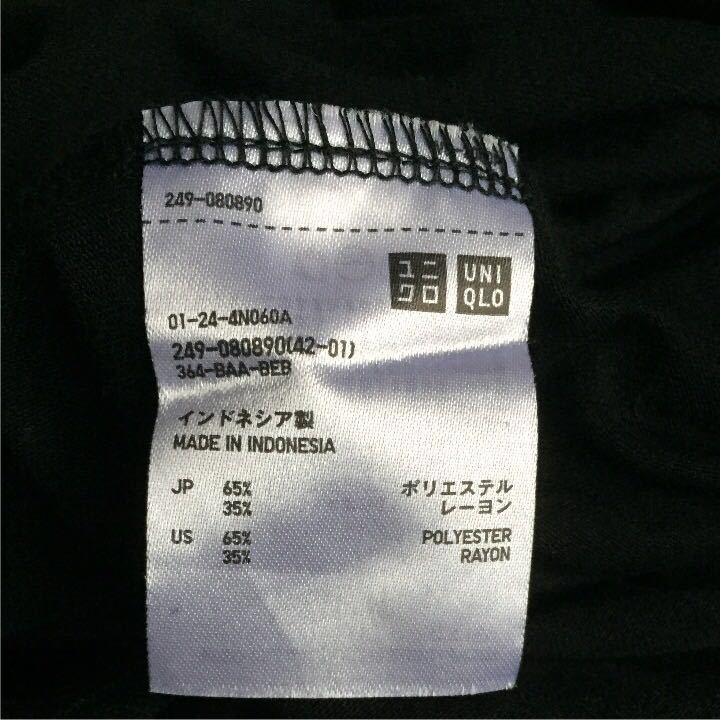 249-080890
ユニ
クロ
UNI
QLO
01-24-4N060A
249-080890(42-01)
364-BAA-BEB
インドネシア製
MADE IN INDONESIA
JP 65% ポリエステル
35% レーヨン
US 65% POLYESTER
35% RAYON